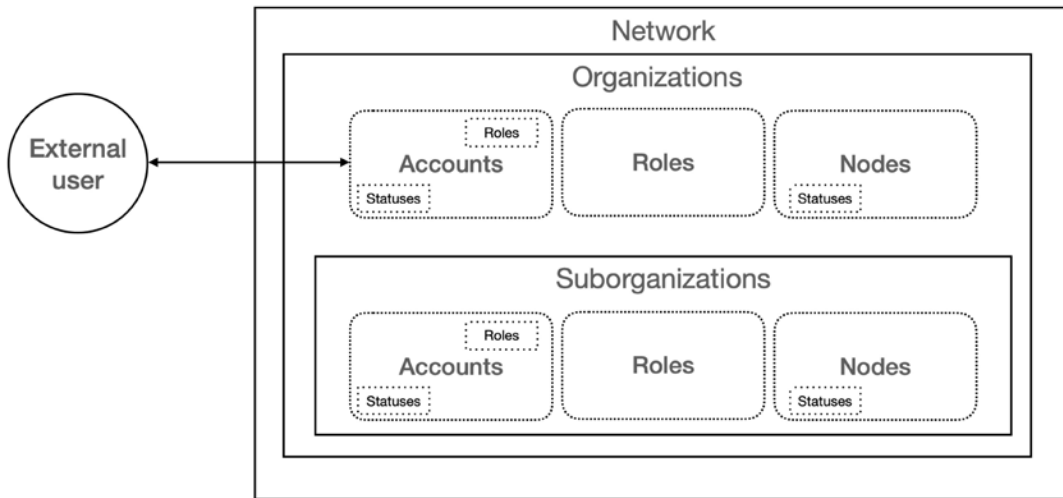 Network
Organizations
External
user
Roles
Accounts
Statuses
Roles
Nodes
Statuses
Suborganizations
Roles
Accounts
Statuses
Roles
Nodes
Statuses